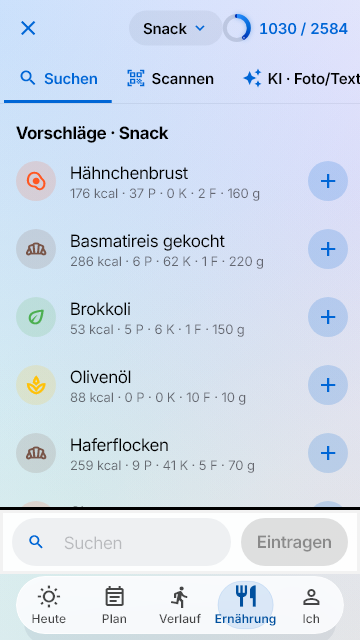 Snack
1030 / 2584
Suchen
Scannen
KI · Foto/Text
Vorschläge · Snack
Hähnchenbrust
176 kcal · 37 P · 0 K · 2 F · 160 g
Basmatireis gekocht
286 kcal · 6 P · 62 K · 1 F · 220 g
Brokkoli
53 kcal · 5 P · 6 K · 1 F · 150 g
Olivenöl
88 kcal · 0 P · 0 K · 10 F · 10 g
Haferflocken
259 kcal · 9 P · 41 K · 5 F · 70 g
Suchen
Eintragen
Heute
Plan
Verlauf
Ernährung
Ich